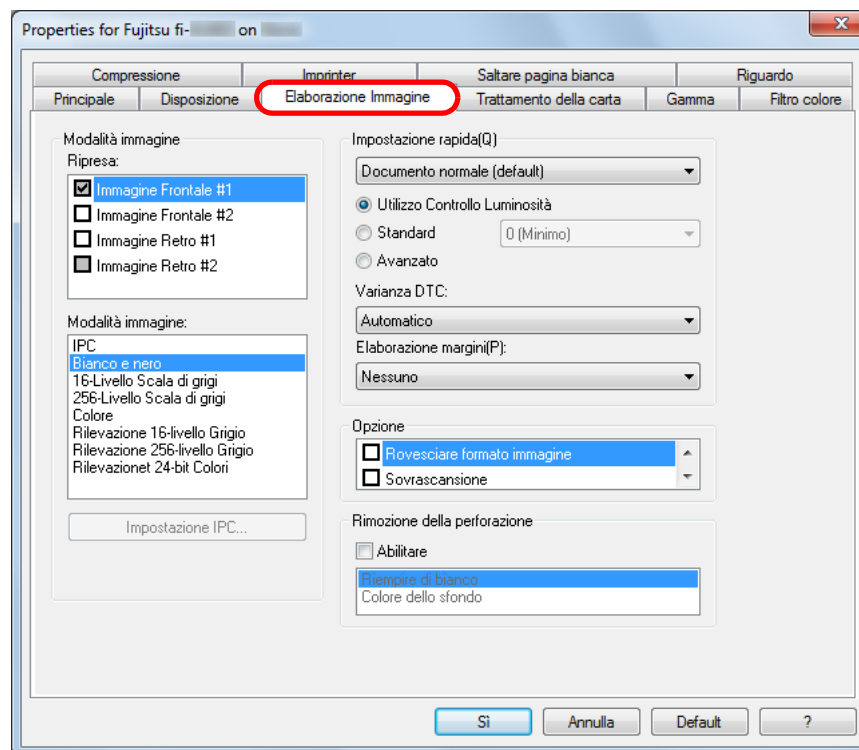 Properties for Fujitsu fi- on
Compressione Imprinter Saltare pagina bianca Riguardo
Principale Disposizione Elaborazione Immagine Trattamento della carta Gamma Filtro colore
Modalità immagine
Ripresa:
Immagine Frontale #1
Immagine Frontale #2
Immagine Retro #1
Immagine Retro #2
Modalità immagine:
IPC
Bianco e nero
16-Livello Scala di grigi
256-Livello Scala di grigi
Colore
Rilevazione 16-livello Grigio
Rilevazione 256-livello Grigio
Rilevazionet 24-bit Colori
Impostazione IPC...
Impostazione rapida(Q)
Documento normale (default)
Utilizzo Controllo Luminosità
Standard 0 (Minimo)
Avanzato
Varianza DTC:
Automatico
Elaborazione margini(P):
Nessuno
Opzione
Rovesciare formato immagine
Sovrascansione
Rimozione della perforazione
Abilitare
Riempire di bianco
Colore dello sfondo
Sì Annulla Default ?